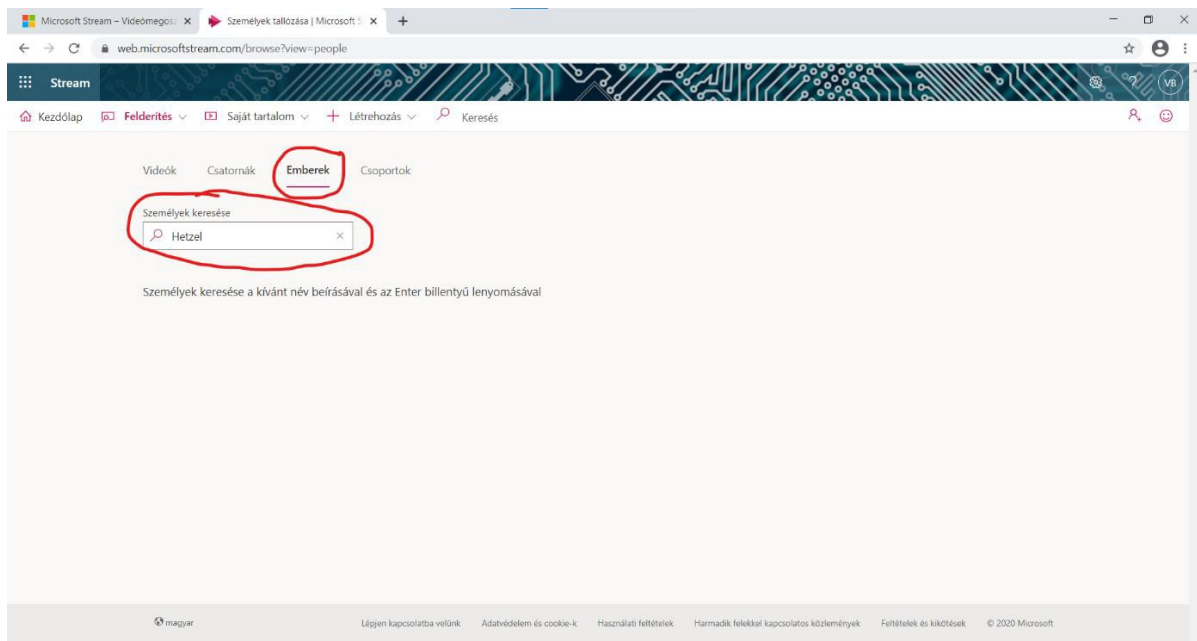 Microsoft Stream – Videómegosz
Személyek tallózása | Microsoft S
web.microsoftstream.com/browse?view=people
Stream
VB
Kezdőlap Felderítés Saját tartalom Létrehozás Keresés
Videók Csatornák Emberek Csoportok
Személyek keresése
Hetzel
Személyek keresése a kívánt név beírásával és az Enter billentyű lenyomásával
magyar Lépjen kapcsolatba velünk Adatvédelem és cookie-k Használati feltételek Harmadik felekkel kapcsolatos közlemények Feltételek és kikötések © 2020 Microsoft